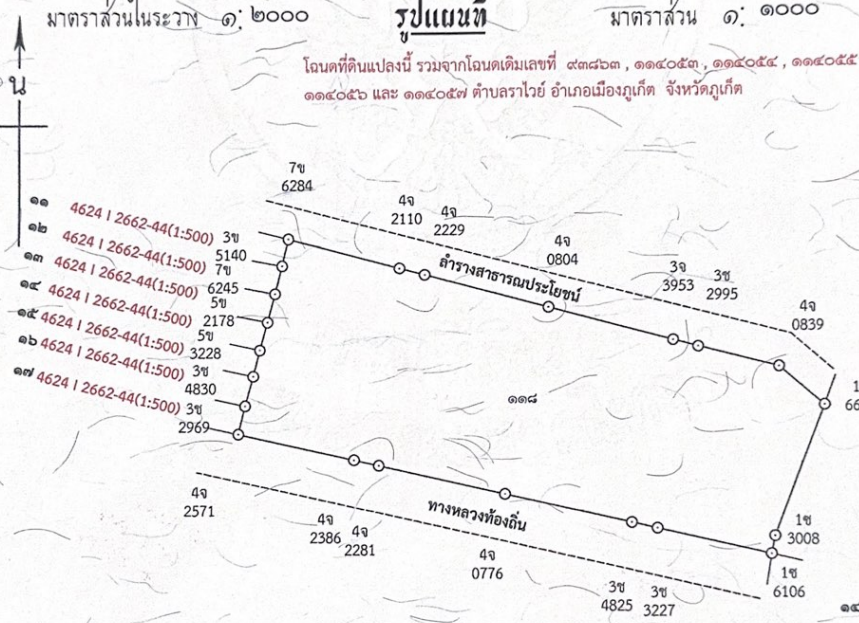 มาตราส่วนในระวาง ๑: ๒๐๐๐ รูปแผนที่ มาตราส่วน ๑: ๑๐๐๐
โฉนดที่ดินแปลงนี้ รวมจากโฉนดเดิมเลขที่ ๙๓๘๖๓ , ๑๑๔๐๕๓ , ๑๑๔๐๕๔ , ๑๑๔๐๕๕
๑๑๔๐๕๖ และ ๑๑๔๐๕๗ ตำบลราไวย์ อำเภอเมืองภูเก็ต จังหวัดภูเก็ต
น
7ข
6284
4จ
2110
4จ
2229
4จ
0804
3จ
3953
3ช
2995
4จ
0839
ลำรางสาธารณประโยชน์
๑๑ 4624 I 2662-44(1:500) 3ข
5140
๑๒ 4624 I 2662-44(1:500) 7ข
6245
๑๓ 4624 I 2662-44(1:500) 5ข
2178
๑๔ 4624 I 2662-44(1:500) 5ข
3228
๑๕ 4624 I 2662-44(1:500) 3ช
4830
๑๖ 4624 I 2662-44(1:500) 3ช
2969
๑๗ 4624 I 2662-44(1:500)
๑๑๘
1
66
ทางหลวงท้องถิ่น
4จ
2571
4จ
2386
4จ
2281
4จ
0776
3ช
4825
3ช
3227
1ช
3008
1ช
6106